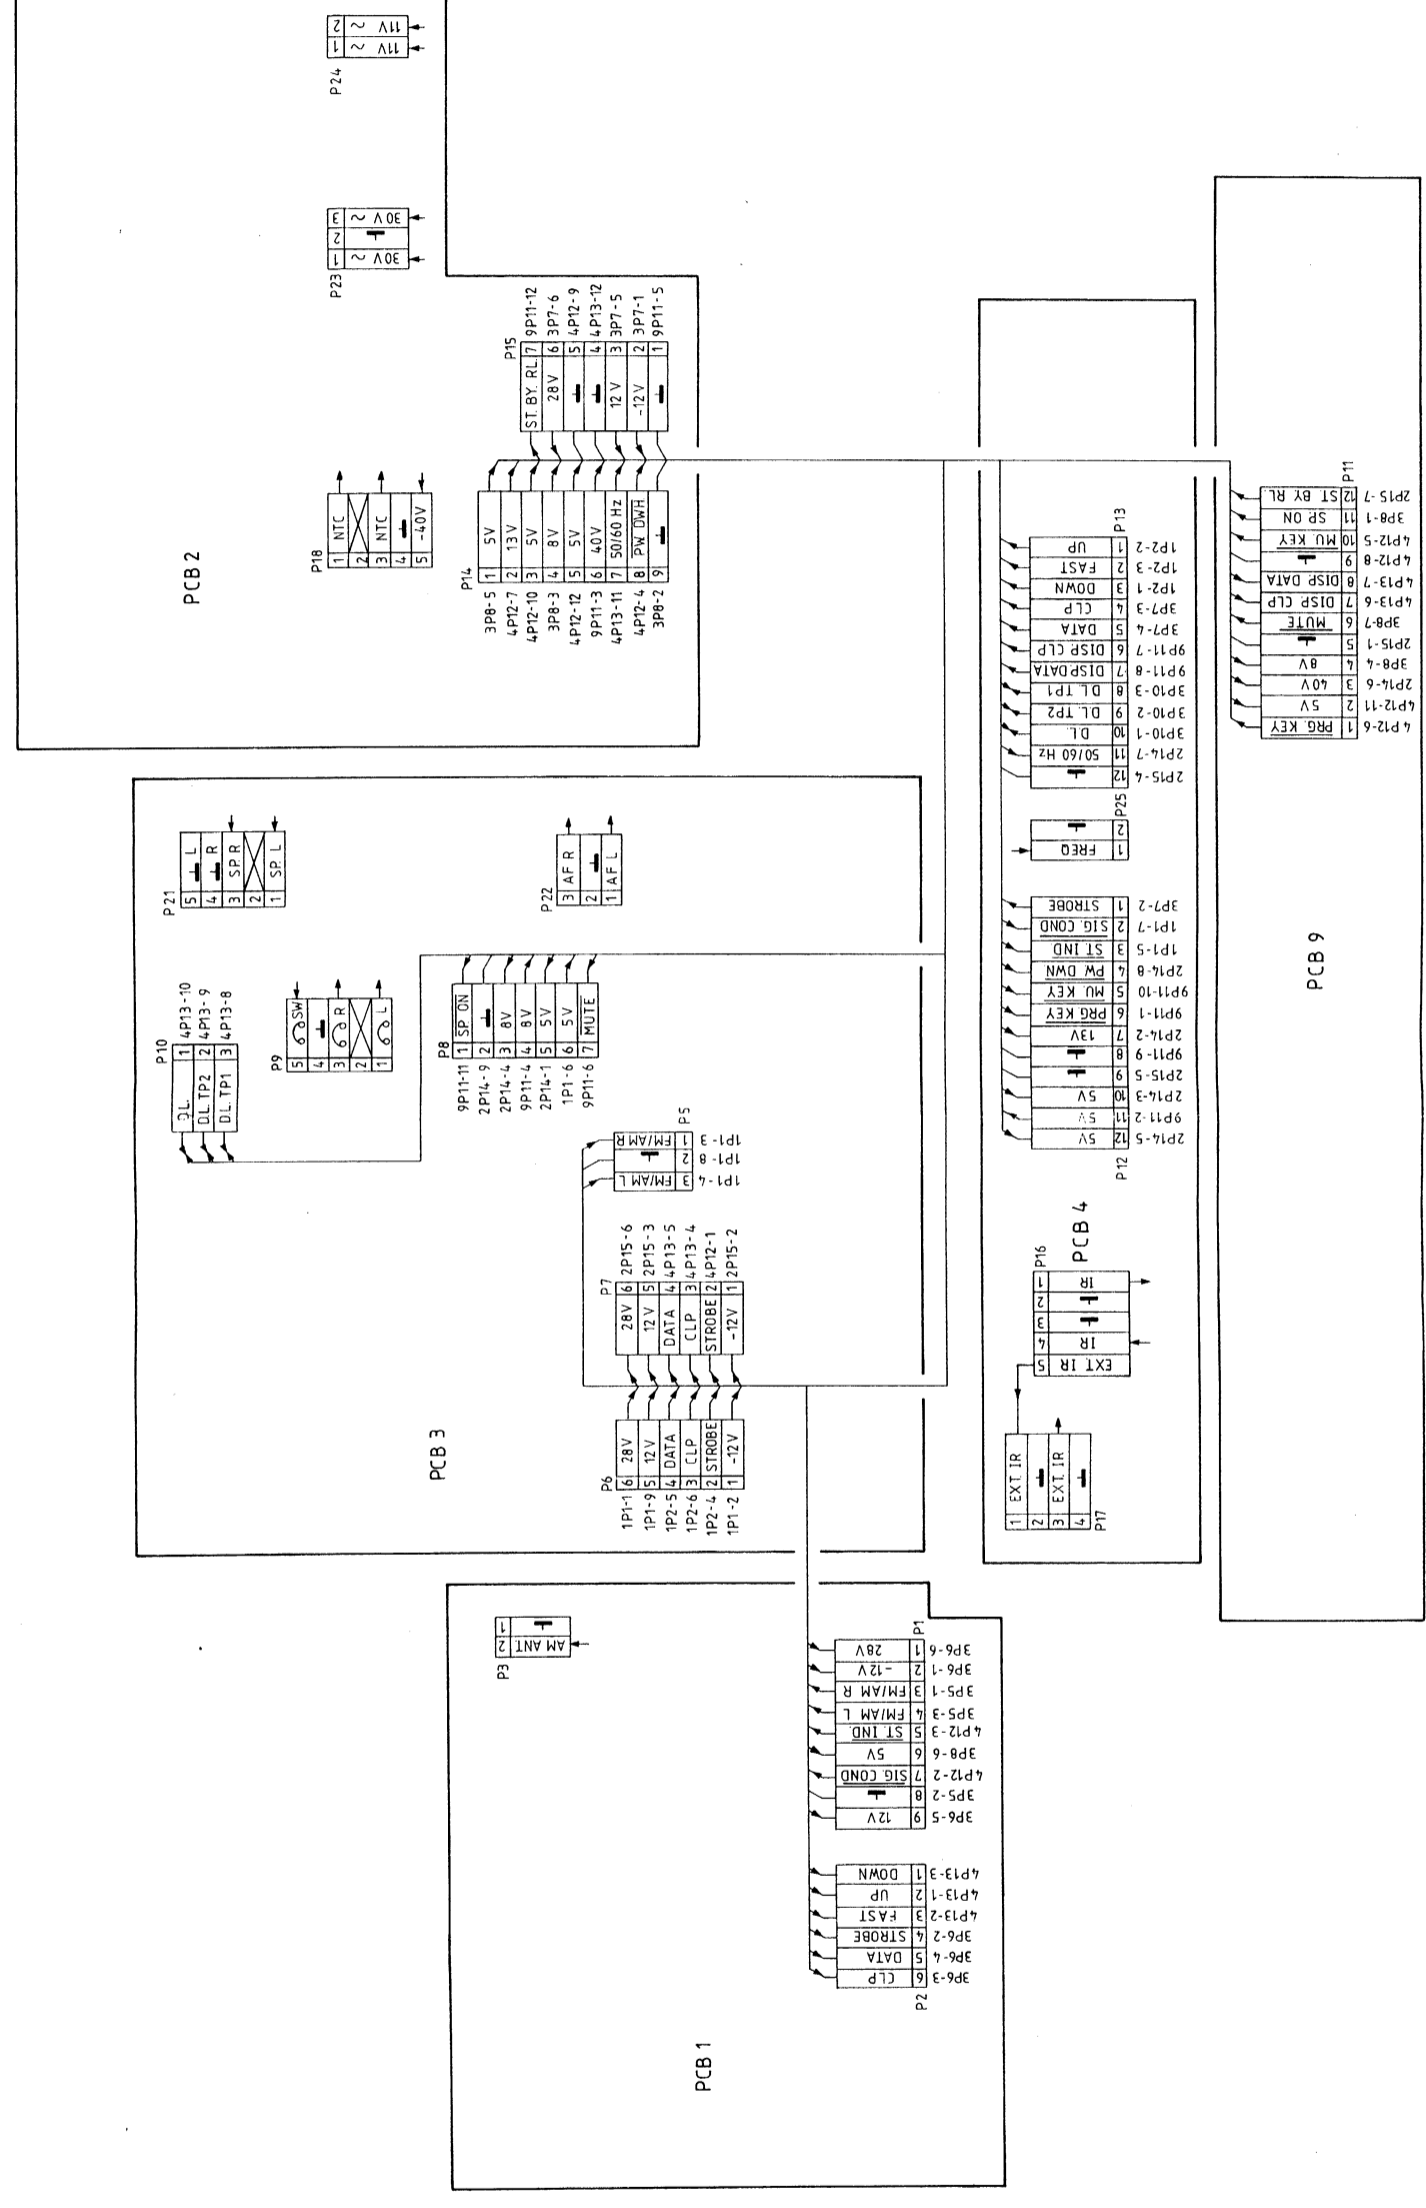 PCB 2
P24
2 ~ 11V
1 ~ 11V
P23
3 ~ 30V
2
1 ~ 30V
P18
1 NTC
2
3 NTC
4
5 -40V
P15
ST. BY. RL. 7 9P11-12
28V 6 3P7-6
5 4P12-9
4 4P13-12
12V 3 3P7-5
-12V 2 3P7-1
1 9P11-5
P14
3P8-5 1 5V
4P12-7 2 13V
4P12-10 3 5V
3P8-3 4 8V
4P12-12 5 5V
9P11-3 6 40V
4P13-11 7 50/60 Hz
4P12-4 8 PW DWH
3P8-2 9
PCB 3
P21
5 L
4 R
3 SP. R
2
1 SP. L
P22
3 AF R
2
1 AF L
P10
D.L. 1 4P13-10
D.L. TP2 2 4P13-9
D.L. TP1 3 4P13-8
P9
5 SW
4
3 R
2
1 L
P8
9P11-11 1 SP. ON
2P14-9 2
2P14-4 3 8V
9P11-4 4 8V
2P14-1 5 5V
1P1-6 6 5V
9P11-6 7 MUTE
P5
FM/AM R 1 1P1-3
2 1P1-8
FM/AM L 3 1P1-4
P7
28V 6 2P15-6
12V 5 2P15-3
DATA 4 4P13-5
CLP 3 4P13-4
STROBE 2 4P12-1
-12V 1 2P15-2
P6
1P1-1 6 28V
1P1-9 5 12V
1P2-5 4 DATA
1P2-6 3 CLP
1P2-4 2 STROBE
1P1-2 1 -12V
PCB 4
P13
UP 1 1P2-2
FAST 2 1P2-3
DOWN 3 1P2-1
CLP 4 3P7-3
DATA 5 3P7-4
DISP. CLP 6 9P11-7
DISP.DATA 7 9P11-8
D.L. TP1 8 3P10-3
D.L. TP2 9 3P10-2
D.L. 10 3P10-1
50/60 Hz 11 2P14-7
12 2P15-4
P25
2
FREQ 1
P12
STROBE 1 3P7-2
SIG. COND 2 1P1-7
ST. IND 3 1P1-5
PW. DWN 4 2P14-8
MU. KEY 5 9P11-10
PRG KEY 6 9P11-1
13V 7 2P14-2
8 9P11-9
9 2P15-5
5V 10 2P14-3
5V 11 9P11-2
5V 12 2P14-5
P16
1 IR
2
3
4 IR
5 EXT. IR
P17
1 EXT. IR
2
3 EXT. IR
4
PCB 9
P11
ST BY RL 12 2P15-7
SP. ON 11 3P8-1
MU. KEY 10 4P12-5
9 4P12-8
DISP. DATA 8 4P13-7
DISP. CLP 7 4P13-6
MUTE 6 3P8-7
5 2P15-1
8V 4 3P8-4
40V 3 2P14-6
5V 2 4P12-11
PRG. KEY 1 4P12-6
PCB 1
P3
1
2 AM ANT.
P1
28V 1 3P6-6
-12V 2 3P6-1
FM/AM R 3 3P5-1
FM/AM L 4 3P5-3
ST. IND. 5 4P12-3
5V 6 3P8-6
SIG. COND 7 4P12-2
8 3P5-2
12V 9 3P6-5
P2
DOWN 1 4P13-3
UP 2 4P13-1
FAST 3 4P13-2
STROBE 4 3P6-2
DATA 5 3P6-4
CLP 6 3P6-3